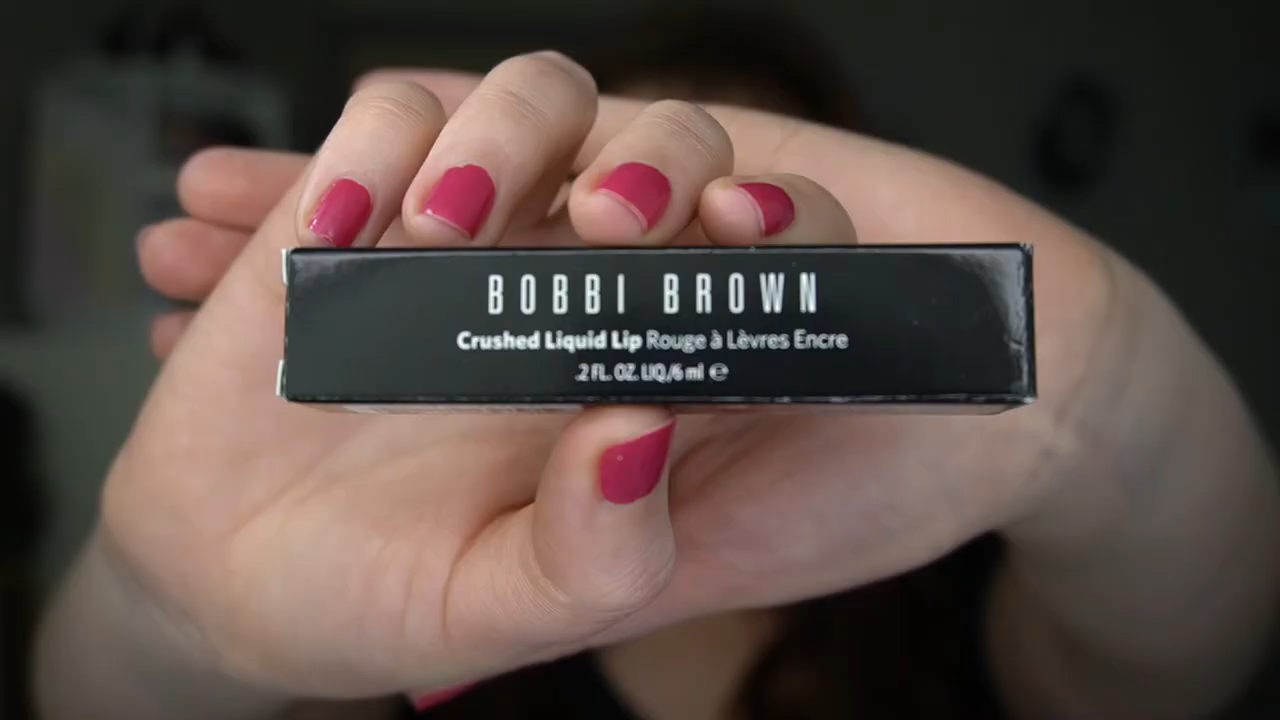 BOBBI BROWN
Crushed Liquid Lip Rouge à Lèvres Encre
.2 FL. OZ. LIQ./6 ml ℮